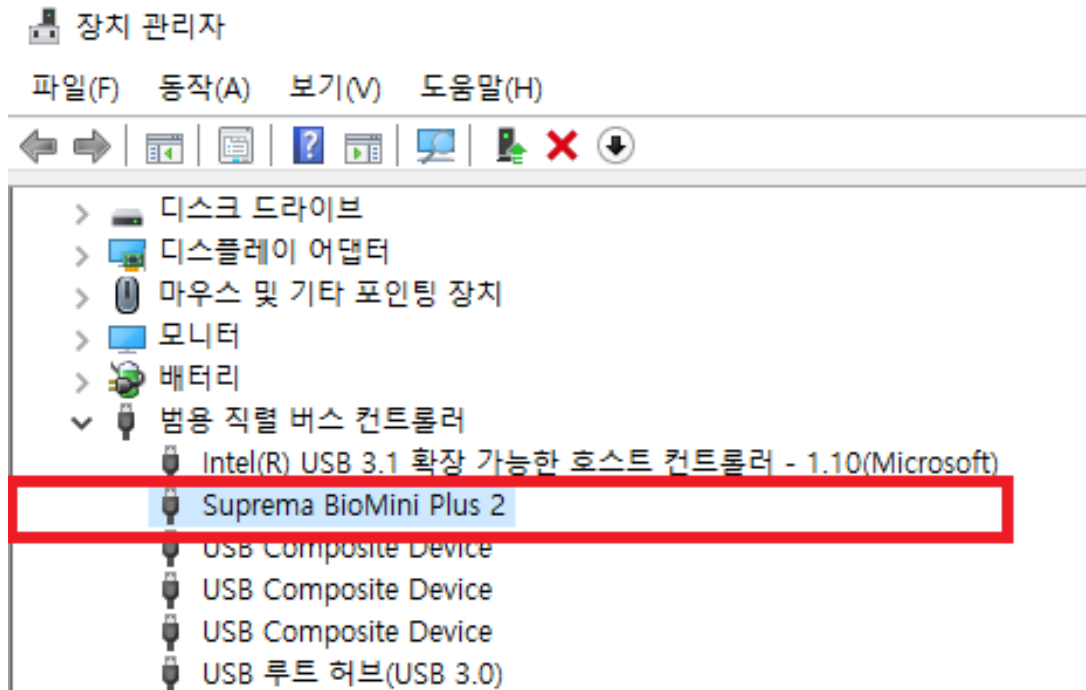 장치 관리자
파일(F) 동작(A) 보기(V) 도움말(H)
디스크 드라이브
디스플레이 어댑터
마우스 및 기타 포인팅 장치
모니터
배터리
범용 직렬 버스 컨트롤러
Intel(R) USB 3.1 확장 가능한 호스트 컨트롤러 - 1.10(Microsoft)
Suprema BioMini Plus 2
USB Composite Device
USB Composite Device
USB Composite Device
USB 루트 허브(USB 3.0)